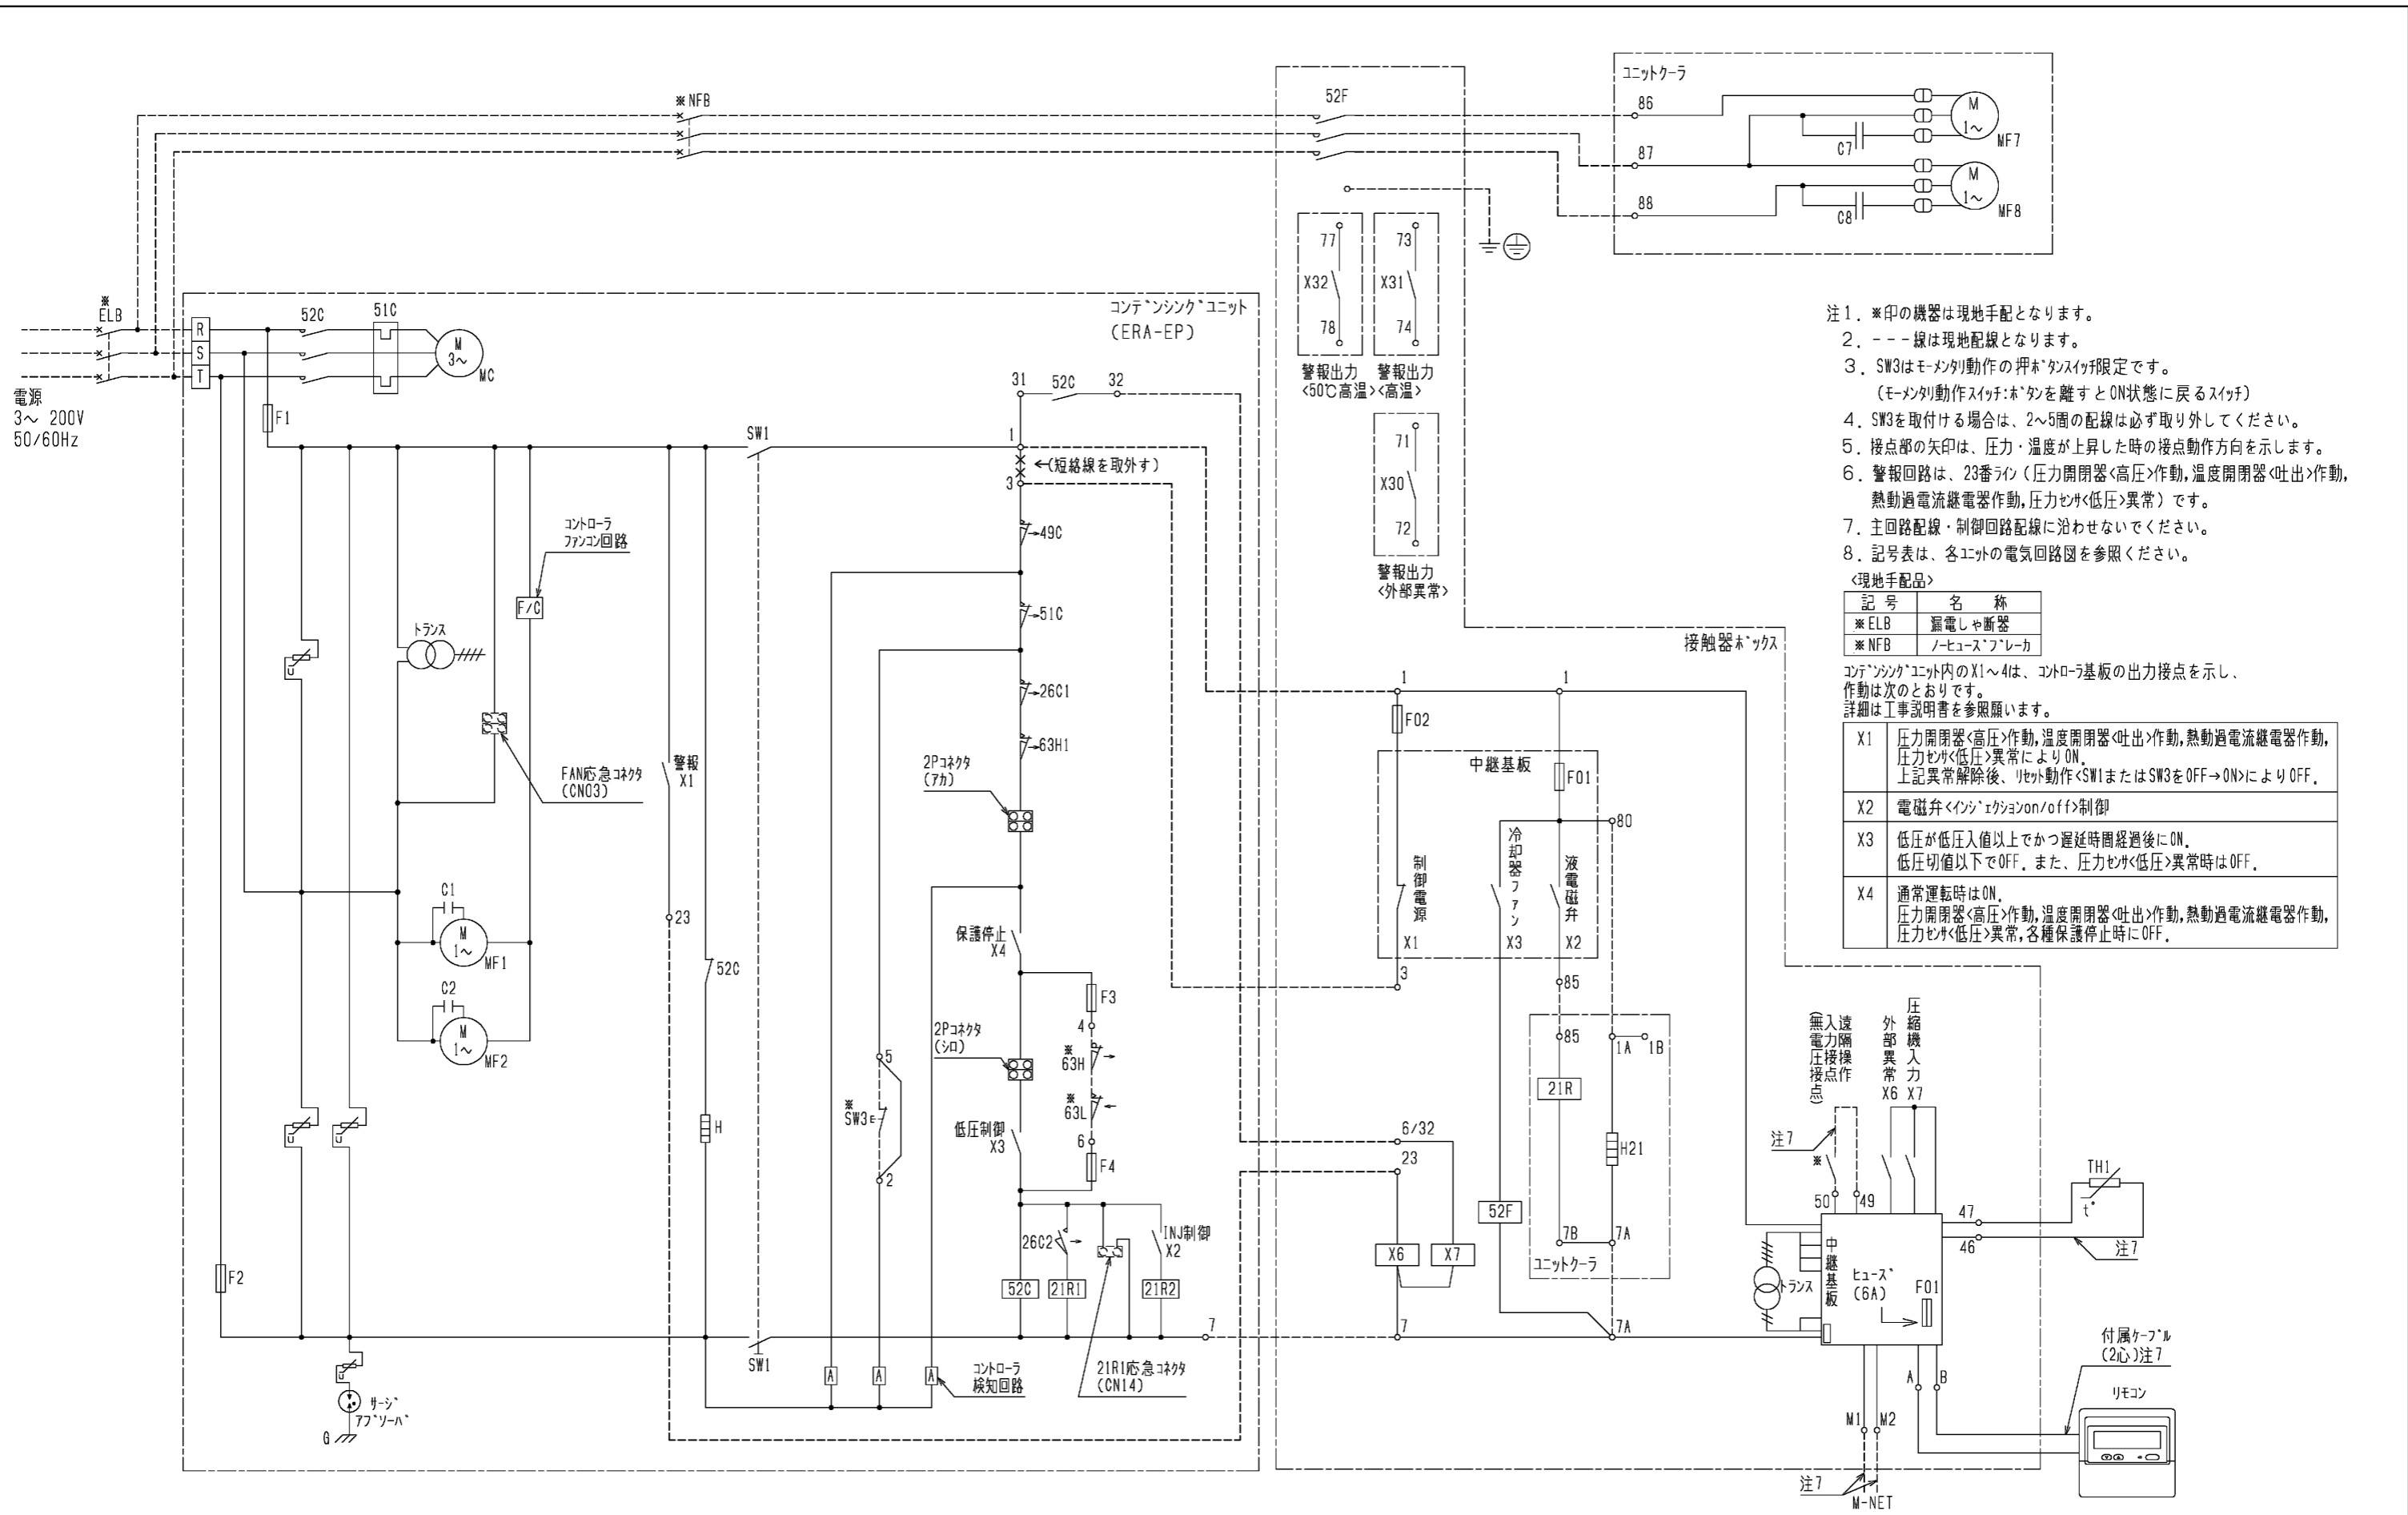 ※NFB
52F
ユニットクーラ
86
87
88
M
1~
MF7
C7
M
1~
MF8
C8
77
X32
78
73
X31
74
警報出力
<50℃高温>
警報出力
<高温>
71
X30
72
警報出力
<外部異常>
※
ELB
R
S
T
電源
3~ 200V
50/60Hz
52C
51C
M
3~
MC
コンデンシングユニット
(ERA-EP)
F1
SW1
31
52C
32
1
←(短絡線を取外す)
3
49C
51C
26C1
63H1
コントローラ
ファンコン回路
F/C
トランス
FAN応急コネクタ
(CN03)
警報
X1
2Pコネクタ
(アカ)
23
52C
C1
M
1~
MF1
C2
M
1~
MF2
保護停止
X4
F3
4
※
63H
※
63L
6
F4
2Pコネクタ
(シロ)
低圧制御
X3
5
※
SW3
2
H
26C2
INJ制御
X2
52C
21R1
21R2
F2
7
SW1
A
A
A
コントローラ
検知回路
21R1応急コネクタ
(CN14)
サージ
アブソーバ
G
接触器ボックス
1
1
F02
中継基板
F01
80
制御電源
冷却器ファン
液電磁弁
X1
X3
X2
3
85
85
1A
1B
21R
H21
6/32
23
52F
X6
X7
7B
7A
ユニットクーラ
7
7A
遠隔操作
入力接点
(無電圧接点)
外部異常
圧縮機入力
X6
X7
注7
※
50
49
TH1
t°
47
46
注7
トランス
中継基板
ヒューズ
(6A)
F01
A
B
付属ケーブル
(2心)注7
リモコン
M1
M2
注7
M-NET
注1. ※印の機器は現地手配となります。
2. ---線は現地配線となります。
3. SW3はモーメンタリ動作の押ボタンスイッチ限定です。
(モーメンタリ動作スイッチ:ボタンを離すとON状態に戻るスイッチ)
4. SW3を取付ける場合は、2~5間の配線は必ず取り外してください。
5. 接点部の矢印は、圧力・温度が上昇した時の接点動作方向を示します。
6. 警報回路は、23番ライン(圧力開閉器<高圧>作動,温度開閉器<吐出>作動,
熱動過電流継電器作動,圧力センサ<低圧>異常)です。
7. 主回路配線・制御回路配線に沿わせないでください。
8. 記号表は、各ユニットの電気回路図を参照ください。
<現地手配品>
記号 名称
※ELB 漏電しゃ断器
※NFB ノーヒューズブレーカ
コンデンシングユニット内のX1~4は、コントローラ基板の出力接点を示し、
作動は次のとおりです。
詳細は工事説明書を参照願います。
X1 圧力開閉器<高圧>作動,温度開閉器<吐出>作動,熱動過電流継電器作動,
圧力センサ<低圧>異常によりON.
上記異常解除後、リセット動作<SW1またはSW3をOFF→ON>によりOFF.
X2 電磁弁<インジェクションon/off>制御
X3 低圧が低圧入値以上でかつ遅延時間経過後にON.
低圧切値以下でOFF. また、圧力センサ<低圧>異常時はOFF.
X4 通常運転時はON.
圧力開閉器<高圧>作動,温度開閉器<吐出>作動,熱動過電流継電器作動,
圧力センサ<低圧>異常,各種保護停止時にOFF.